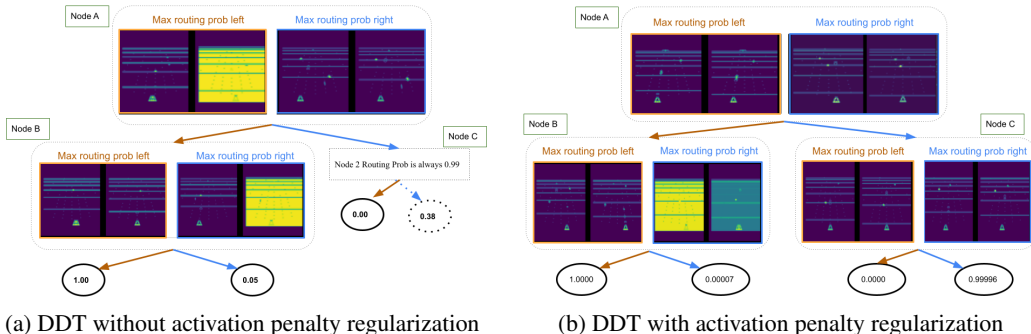 Node A
Max routing prob left
Max routing prob right
Node B
Node C
Max routing prob left
Max routing prob right
Node 2 Routing Prob is always 0.99
0.00
0.38
1.00
0.05
(a) DDT without activation penalty regularization
Node A
Max routing prob left
Max routing prob right
Node B
Node C
Max routing prob left
Max routing prob right
Max routing prob left
Max routing prob right
1.0000
0.00007
0.0000
0.99996
(b) DDT with activation penalty regularization